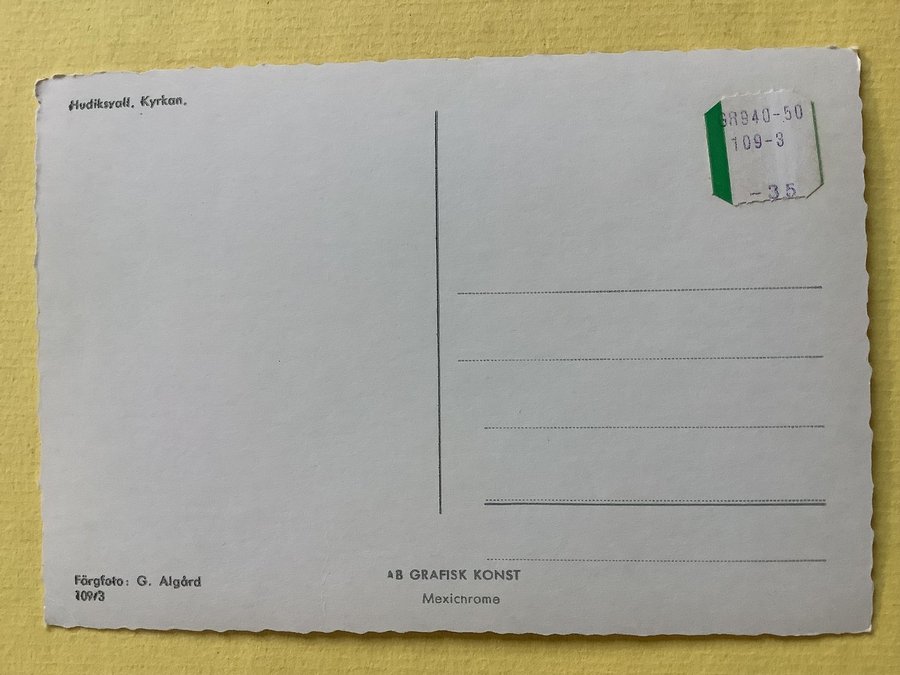 Hudiksvall. Kyrkan.
GR940-50
109-3
-35
Färgfoto: G. Algård
109/3
AB GRAFISK KONST
Mexichrome